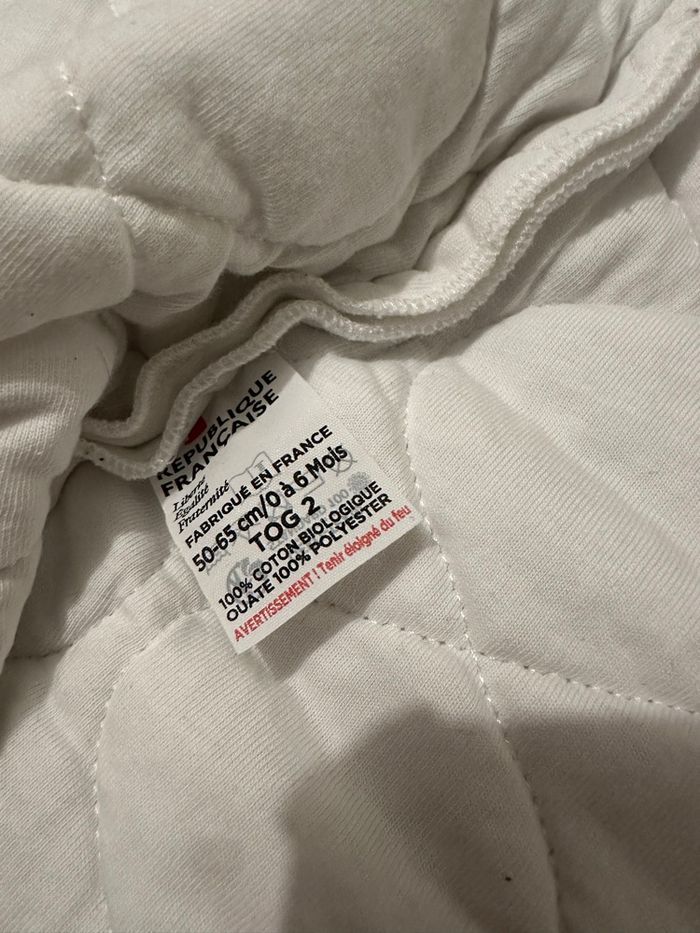 RÉPUBLIQUE
FRANÇAISE
Liberté
Egalité
Fraternité
FABRIQUÉ EN FRANCE
50-65 cm/0 à 6 Mois
TOG 2
100% COTON BIOLOGIQUE
OUATE 100% POLYESTER
AVERTISSEMENT ! Tenir éloigné du feu